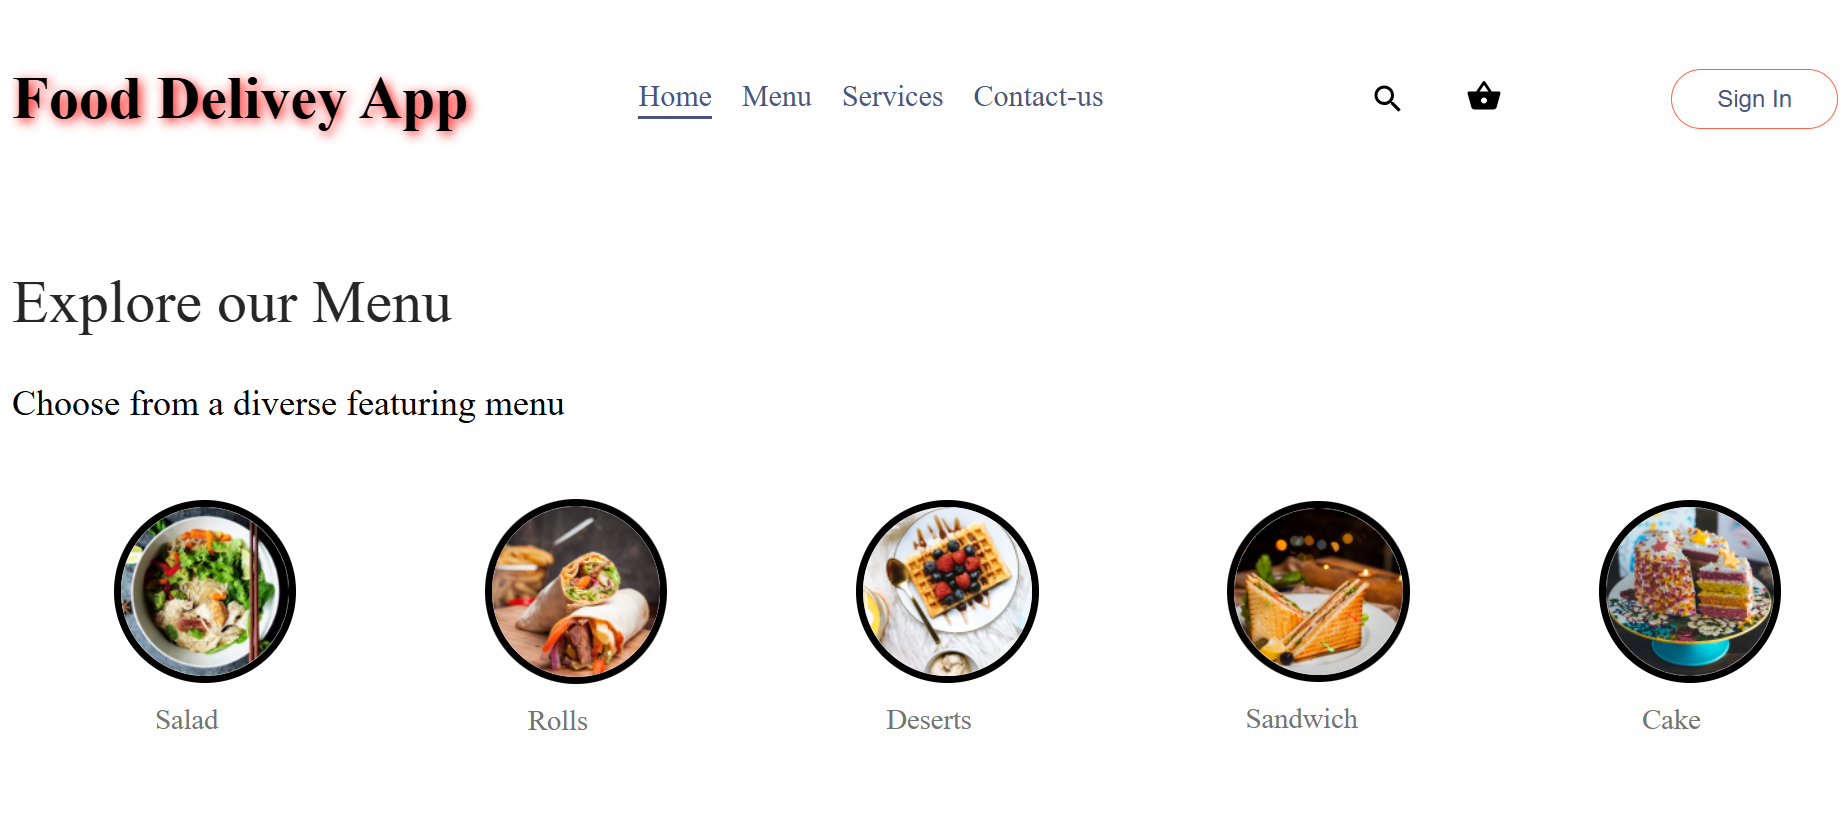 Food Delivey App
Home Menu Services Contact-us
Sign In
Explore our Menu
Choose from a diverse featuring menu
Salad Rolls Deserts Sandwich Cake